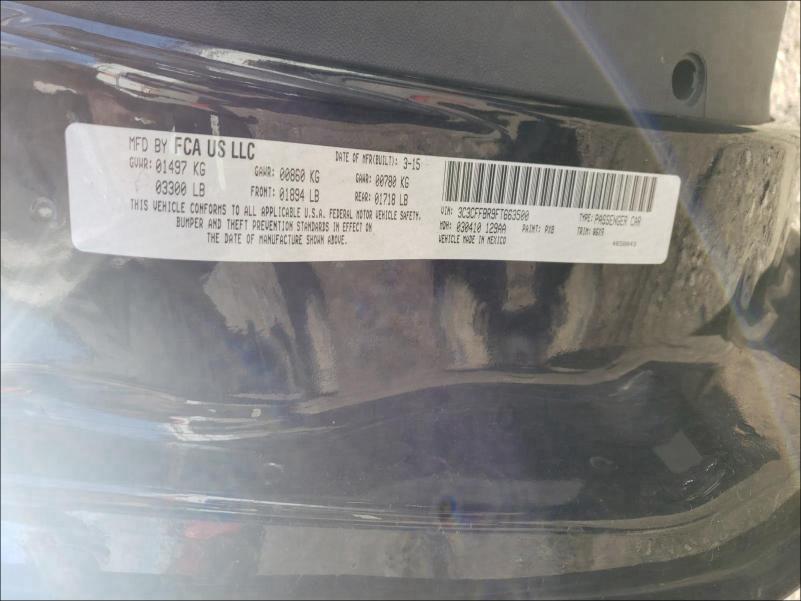 MFD BY FCA US LLC DATE OF MFR(BUILT): 3-15
GVWR: 01497 KG GAWR: 00860 KG GAWR: 00780 KG
03300 LB FRONT: 01894 LB REAR: 01718 LB
THIS VEHICLE CONFORMS TO ALL APPLICABLE U.S.A. FEDERAL MOTOR VEHICLE SAFETY,
BUMPER AND THEFT PREVENTION STANDARDS IN EFFECT ON
THE DATE OF MANUFACTURE SHOWN ABOVE.
VIN: 3C3CFFBR9FT663500 TYPE: PASSENGER CAR
MDH: 030410 129AA PAINT: PXB TRIM: A6X9
VEHICLE MADE IN MEXICO